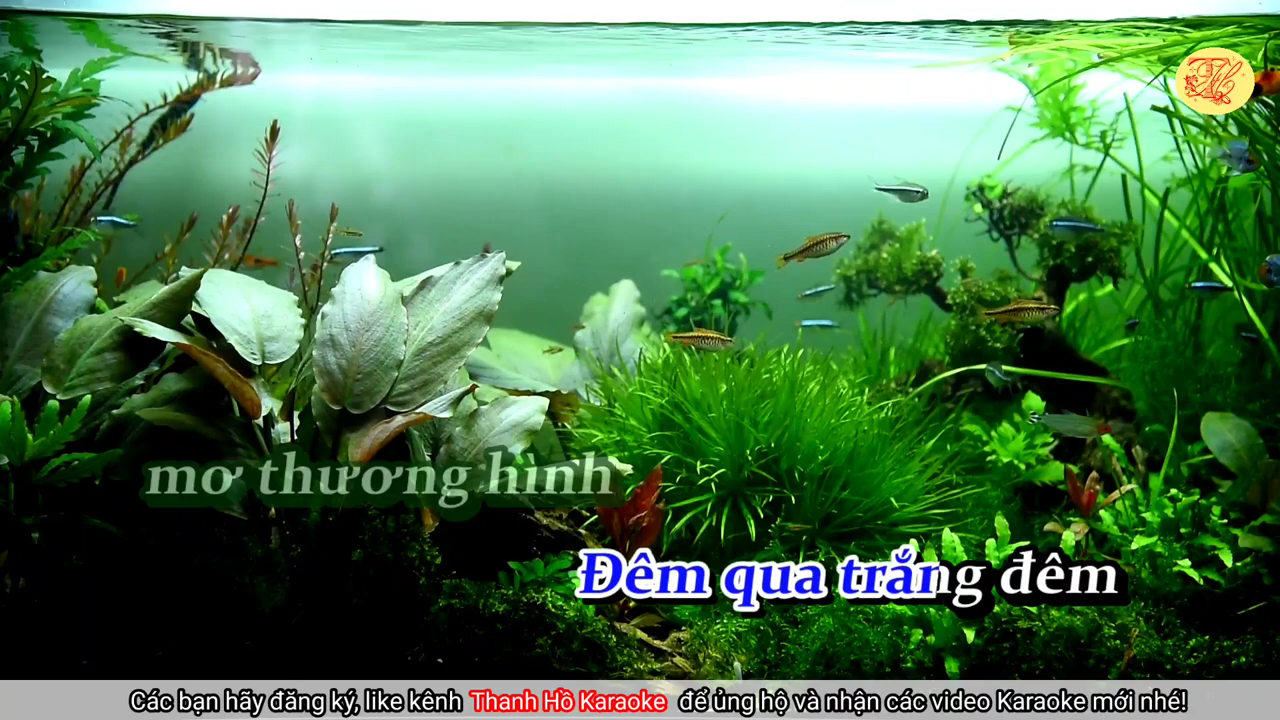 mơ thương hình
Đêm qua trắng đêm
Các bạn hãy đăng ký, like kênh Thanh Hồ Karaoke để ủng hộ và nhận các video Karaoke mới nhé!